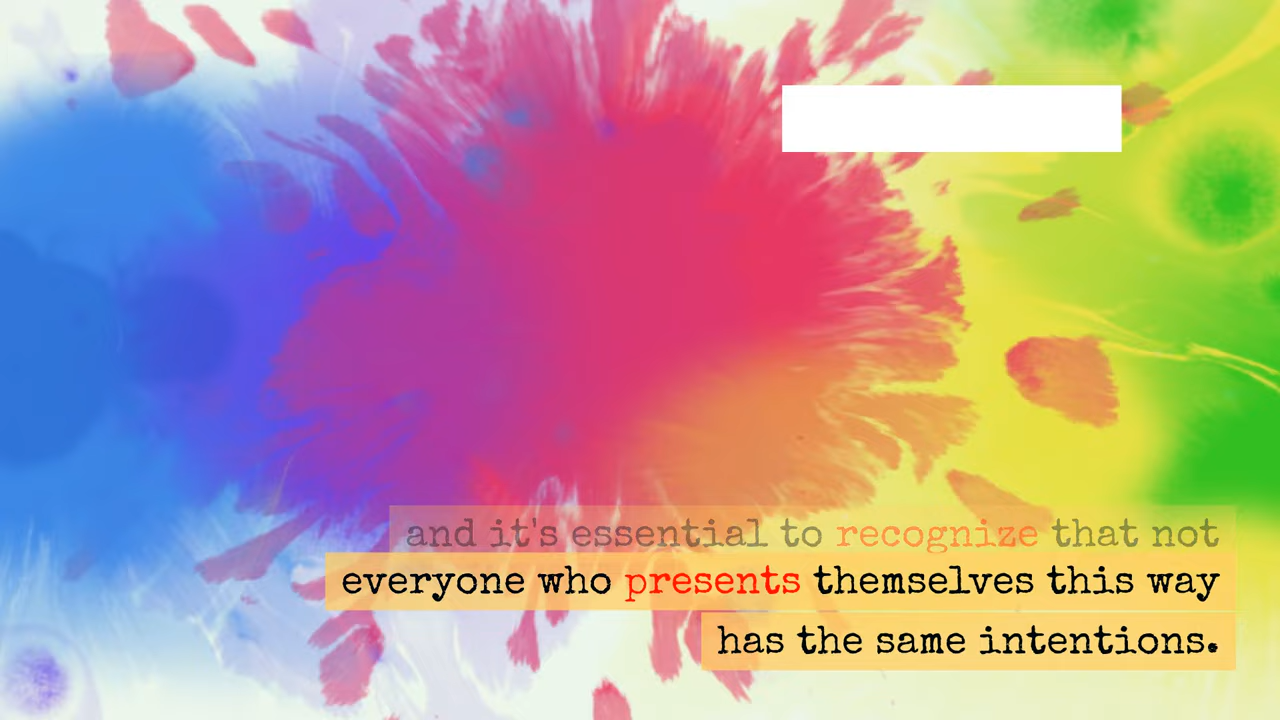 and it's essential to recognize that not
everyone who presents themselves this way
has the same intentions.